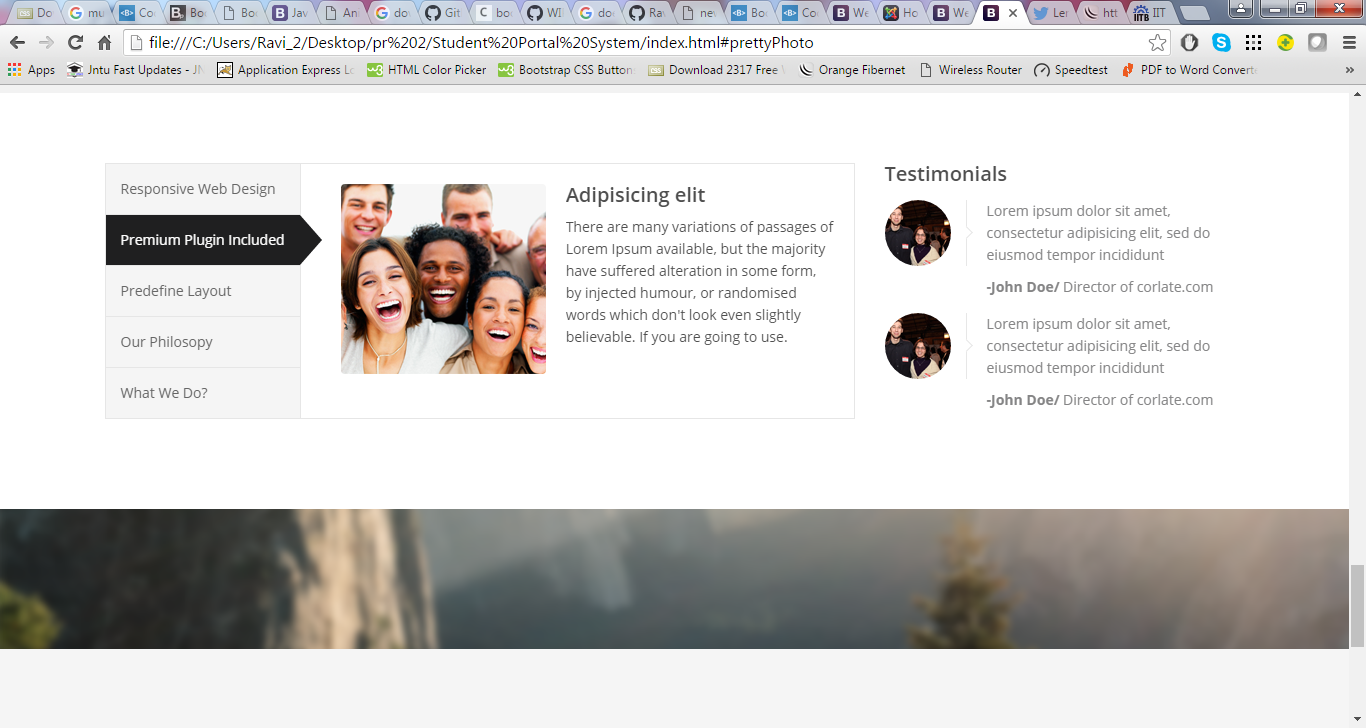 Do
mu
Co
Bo
Bo
Jav
An
do
Git
boo
WI
do
Rav
ne
Bo
Co
We
Ho
We
Le
htt
IIT
file:///C:/Users/Ravi_2/Desktop/pr%202/Student%20Portal%20System/index.html#prettyPhoto
Apps Jntu Fast Updates - JN Application Express Lo HTML Color Picker Bootstrap CSS Button Download 2317 Free Orange Fibernet Wireless Router Speedtest PDF to Word Convert »
Responsive Web Design
Premium Plugin Included
Predefine Layout
Our Philosopy
What We Do?
Adipisicing elit
There are many variations of passages of
Lorem Ipsum available, but the majority
have suffered alteration in some form,
by injected humour, or randomised
words which don't look even slightly
believable. If you are going to use.
Testimonials
Lorem ipsum dolor sit amet,
consectetur adipisicing elit, sed do
eiusmod tempor incididunt
-John Doe/ Director of corlate.com
Lorem ipsum dolor sit amet,
consectetur adipisicing elit, sed do
eiusmod tempor incididunt
-John Doe/ Director of corlate.com